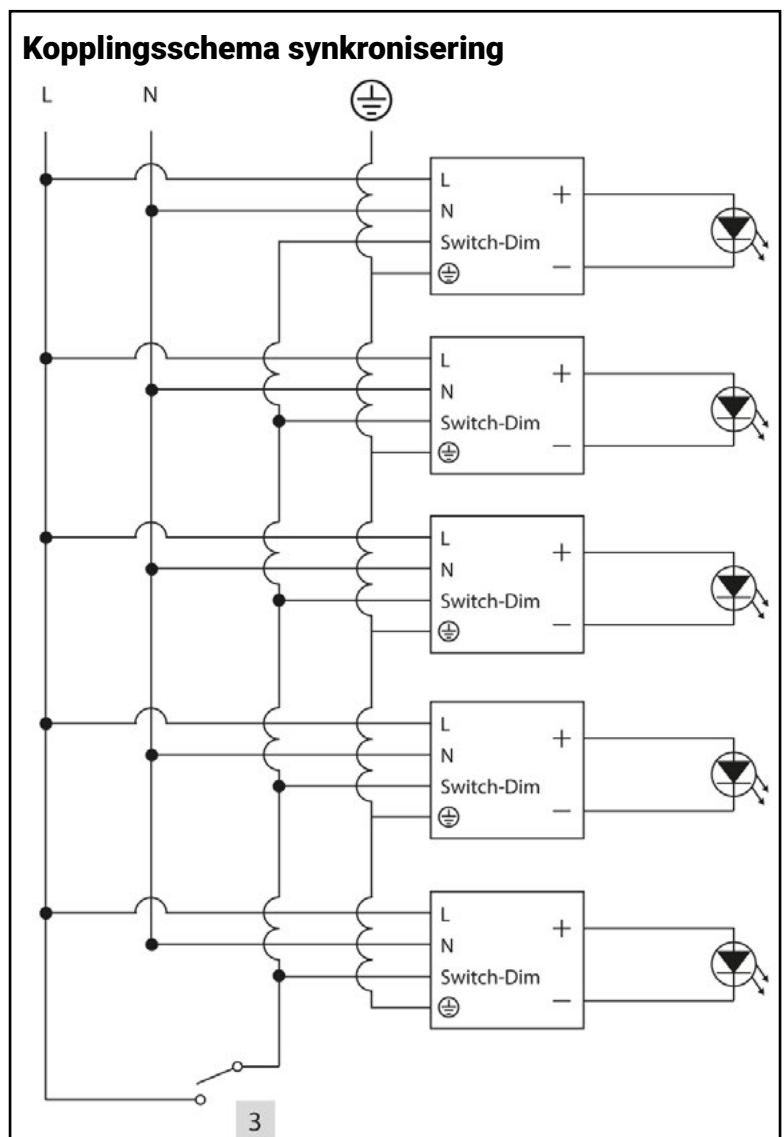 Kopplingsschema synkronisering
L N
L
N
Switch-Dim
+
−
L
N
Switch-Dim
+
−
L
N
Switch-Dim
+
−
L
N
Switch-Dim
+
−
L
N
Switch-Dim
+
−
3